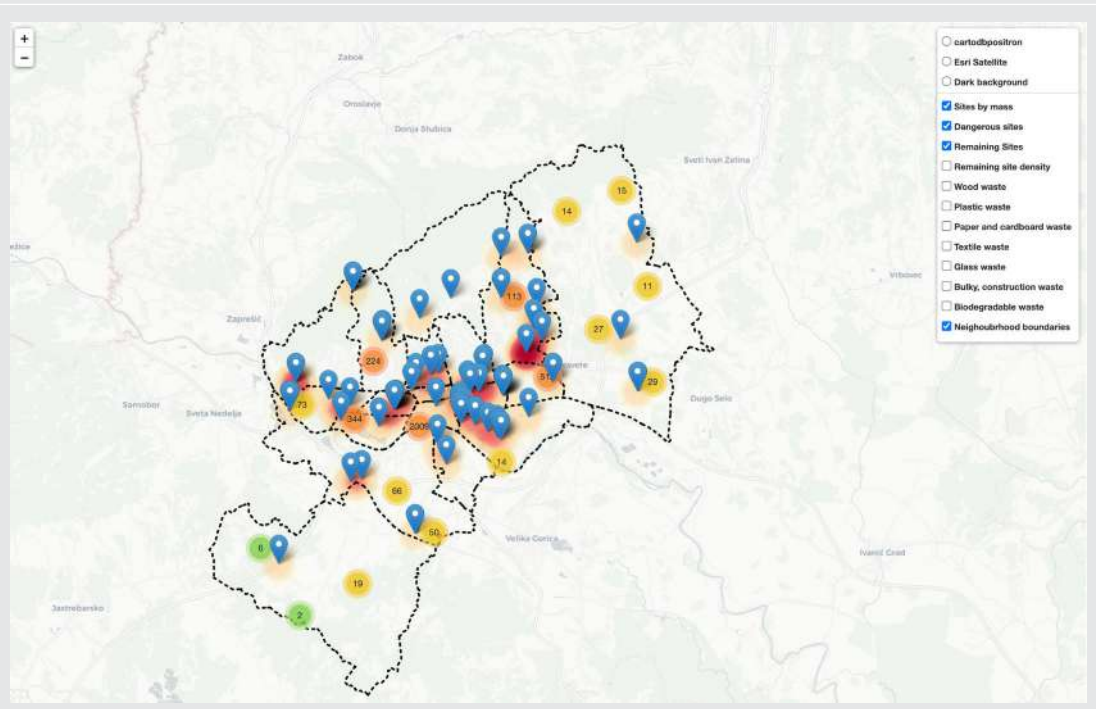 +
−
Zabok
Oroslavje
Donja Stubica
Sveti Ivan Zelina
Vrbovec
Zaprešić
Samobor
Sveta Nedelja
Dugo Selo
Velika Gorica
Ivanić Grad
Jastrebarsko
15
14
11
113
27
224
29
73
344
2009
14
66
50
6
19
2
cartodbpositron
Esri Satellite
Dark background
Sites by mass
Dangerous sites
Remaining Sites
Remaining site density
Wood waste
Plastic waste
Paper and cardboard waste
Textile waste
Glass waste
Bulky, construction waste
Biodegradable waste
Neighoubrhood boundaries